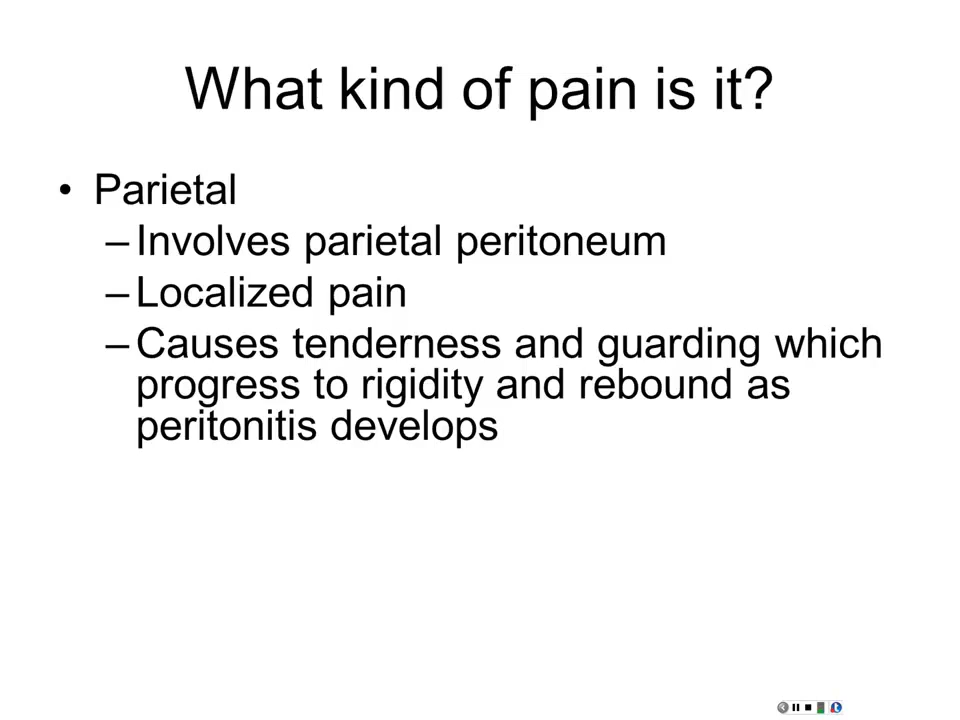 What kind of pain is it?
• Parietal
– Involves parietal peritoneum
– Localized pain
– Causes tenderness and guarding which
progress to rigidity and rebound as
peritonitis develops
t